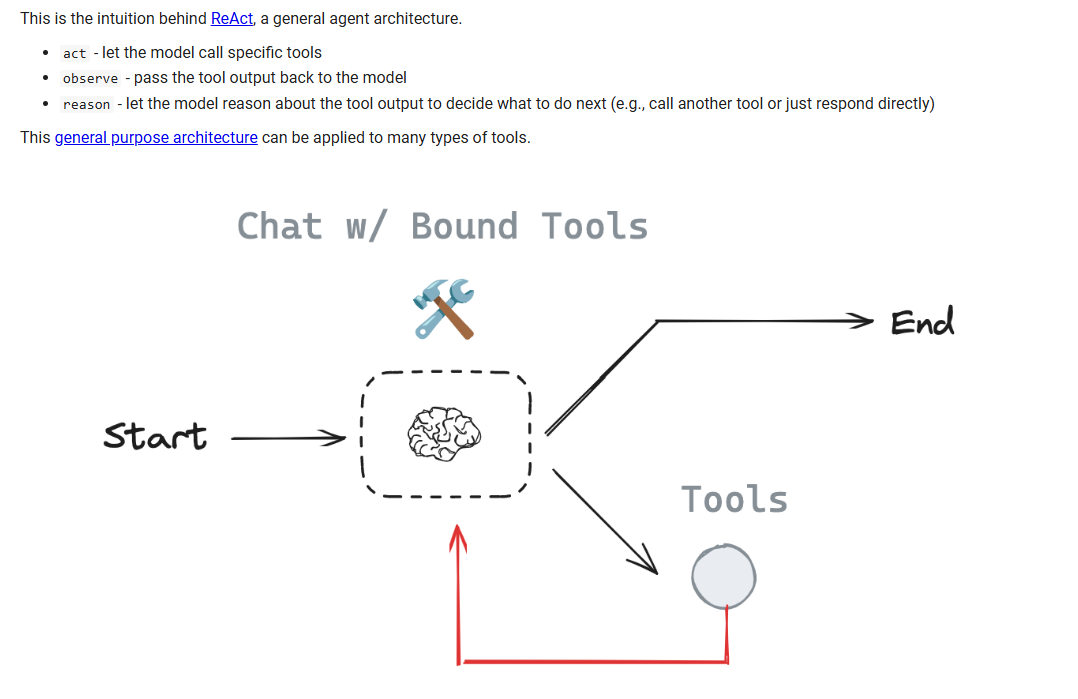 This is the intuition behind ReAct, a general agent architecture.
• act - let the model call specific tools
• observe - pass the tool output back to the model
• reason - let the model reason about the tool output to decide what to do next (e.g., call another tool or just respond directly)
This general purpose architecture can be applied to many types of tools.
Chat w/ Bound Tools
End
Start
Tools